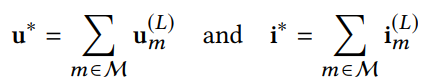 u* = ∑_{m∈ℳ} u_m^{(L)} and i* = ∑_{m∈ℳ} i_m^{(L)}